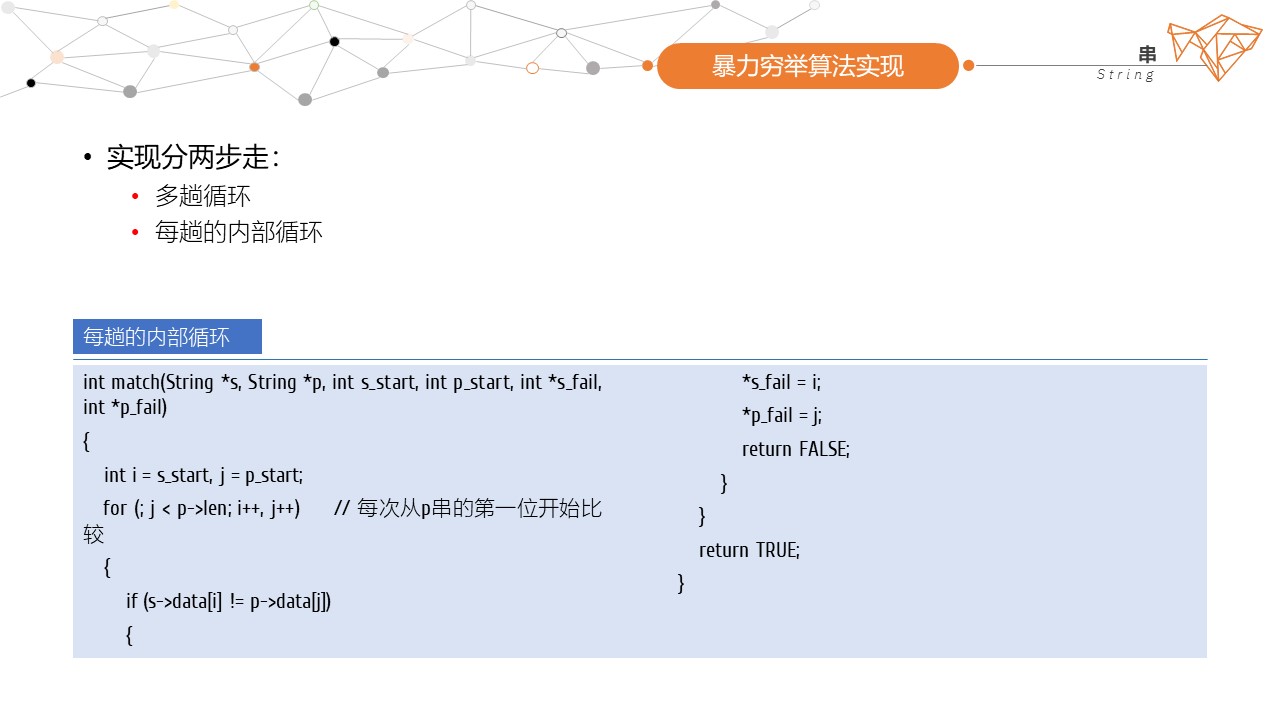 暴力穷举算法实现
串
String
• 实现分两步走：
• 多趟循环
• 每趟的内部循环
每趟的内部循环
int match(String *s, String *p, int s_start, int p_start, int *s_fail,
int *p_fail)
{
int i = s_start, j = p_start;
for (; j < p->len; i++, j++) // 每次从p串的第一位开始比
较
{
if (s->data[i] != p->data[j])
{
*s_fail = i;
*p_fail = j;
return FALSE;
}
}
return TRUE;
}